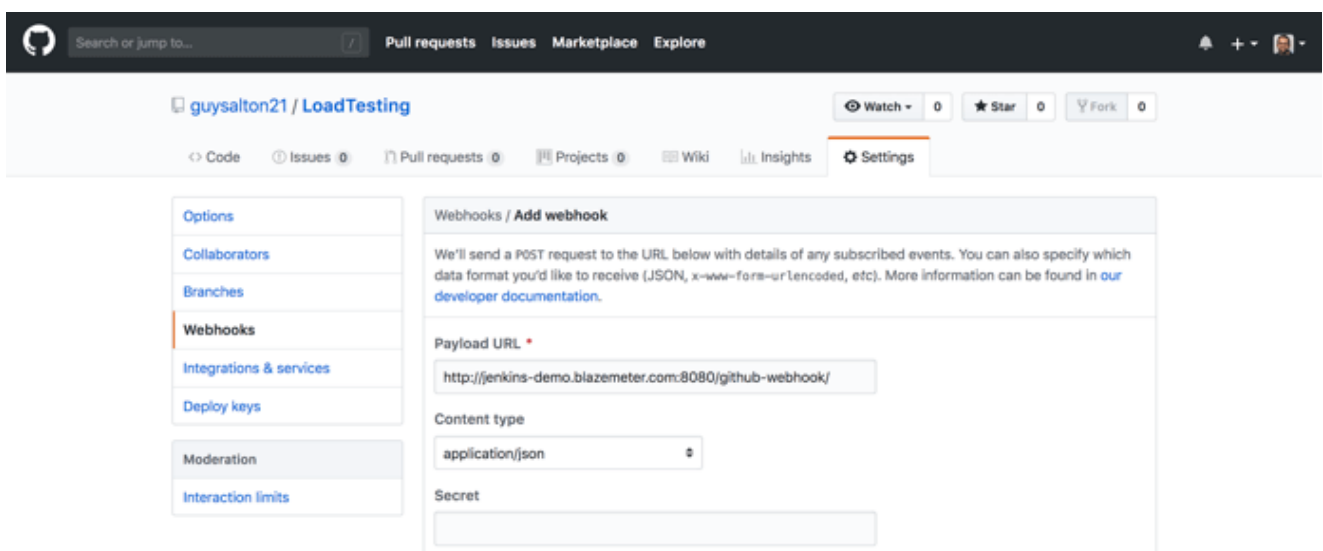 Search or jump to... /
Pull requests Issues Marketplace Explore
guysalton21 / LoadTesting
Watch 0 Star 0 Fork 0
Code Issues 0 Pull requests 0 Projects 0 Wiki Insights Settings
Options
Collaborators
Branches
Webhooks
Integrations & services
Deploy keys
Moderation
Interaction limits
Webhooks / Add webhook
We'll send a POST request to the URL below with details of any subscribed events. You can also specify which
data format you'd like to receive (JSON, x-www-form-urlencoded, etc). More information can be found in our
developer documentation.
Payload URL *
http://jenkins-demo.blazemeter.com:8080/github-webhook/
Content type
application/json
Secret